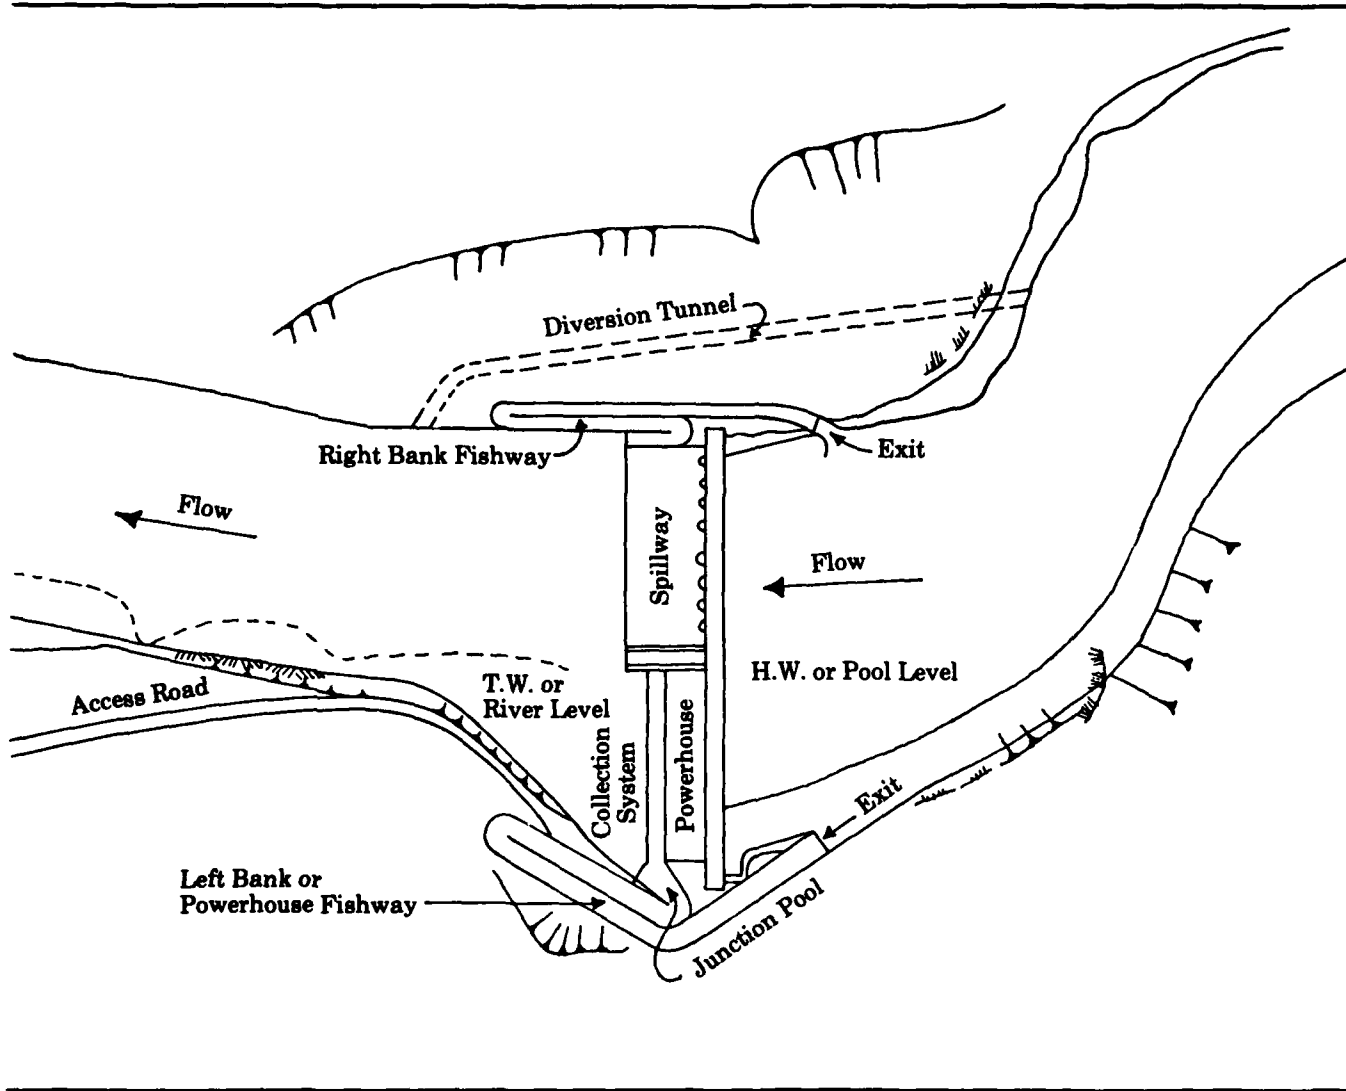 Diversion Tunnel
Right Bank Fishway
Exit
Flow
Spillway
Flow
H.W. or Pool Level
T.W. or
River Level
Access Road
Collection
System
Powerhouse
Exit
Left Bank or
Powerhouse Fishway
Junction Pool